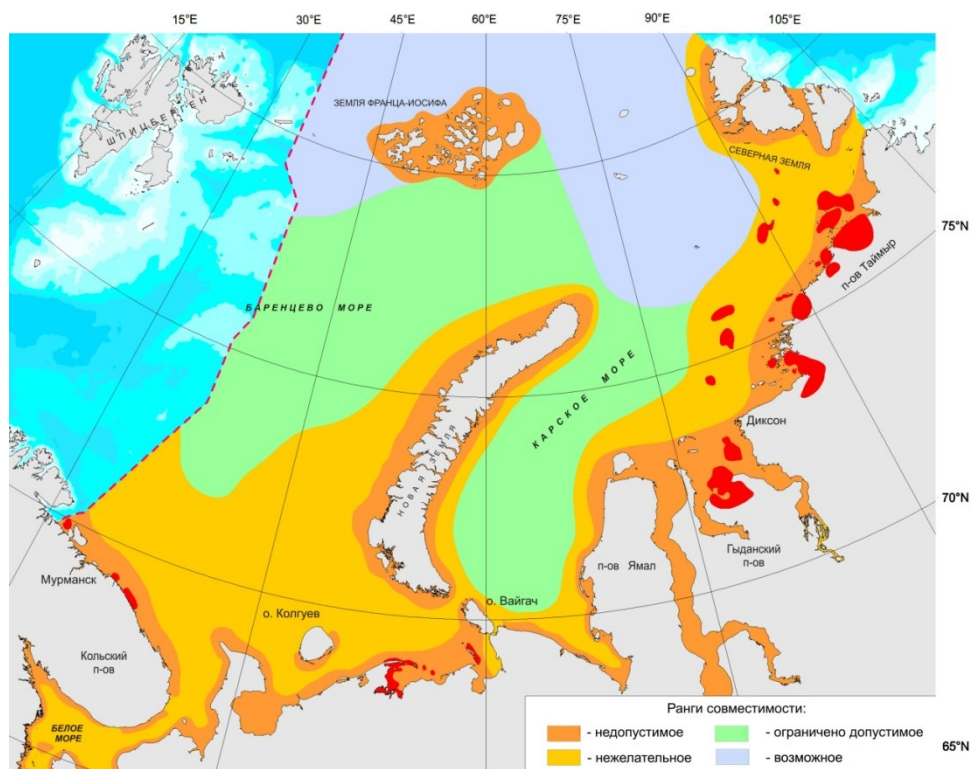 15°E
30°E
45°E
60°E
75°E
90°E
105°E
ШПИЦБЕРГЕН
ЗЕМЛЯ ФРАНЦА-ИОСИФА
СЕВЕРНАЯ ЗЕМЛЯ
75°N
п-ов Таймыр
БАРЕНЦЕВО МОРЕ
КАРСКОЕ МОРЕ
НОВАЯ ЗЕМЛЯ
Диксон
70°N
Мурманск
о. Колгуев
о. Вайгач
п-ов Ямал
Гыданский
п-ов
Кольский
п-ов
БЕЛОЕ
МОРЕ
Ранги совместимости:
- недопустимое
- ограничено допустимое
- нежелательное
- возможное
65°N